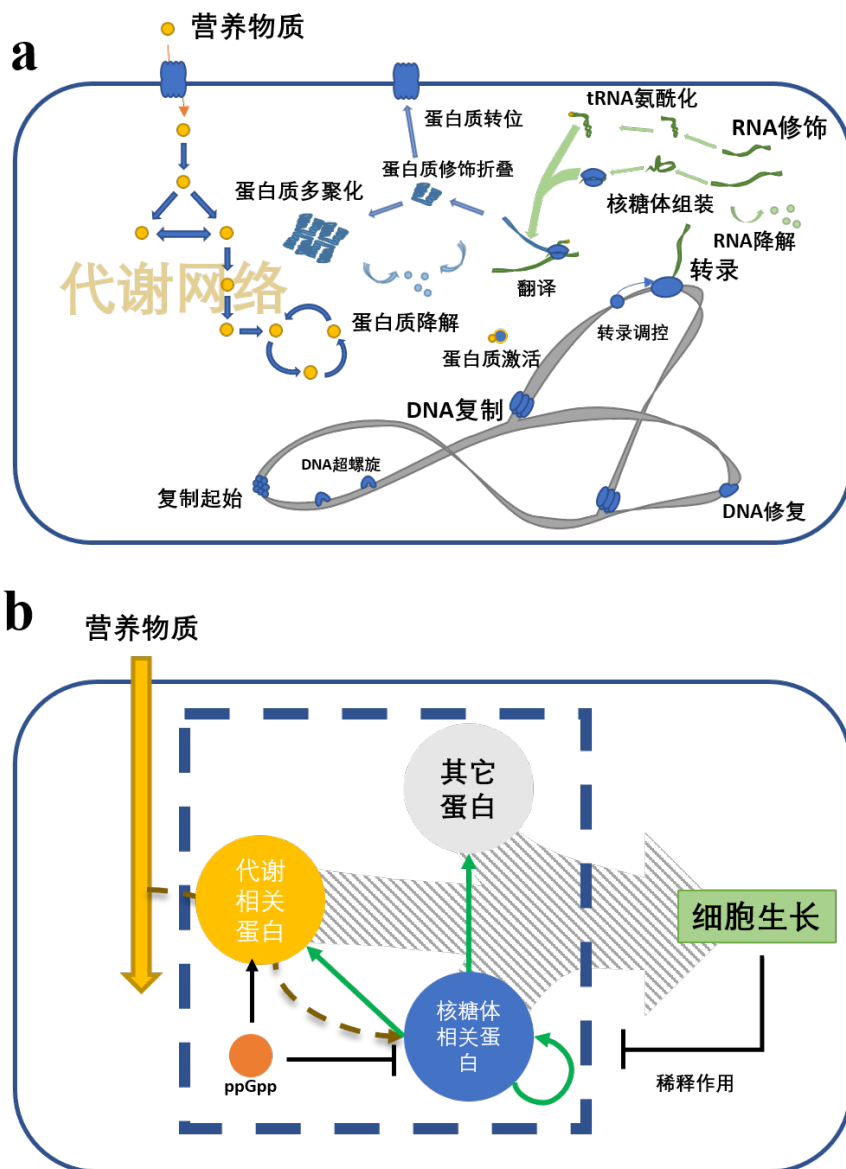 a
营养物质
tRNA氨酰化
RNA修饰
蛋白质转位
蛋白质修饰折叠
蛋白质多聚化
核糖体组装
RNA降解
代谢网络
翻译
转录
蛋白质降解
转录调控
蛋白质激活
DNA复制
DNA超螺旋
复制起始
DNA修复
b
营养物质
其它
蛋白
代谢
相关
蛋白
细胞生长
核糖体
相关蛋
白
ppGpp
稀释作用